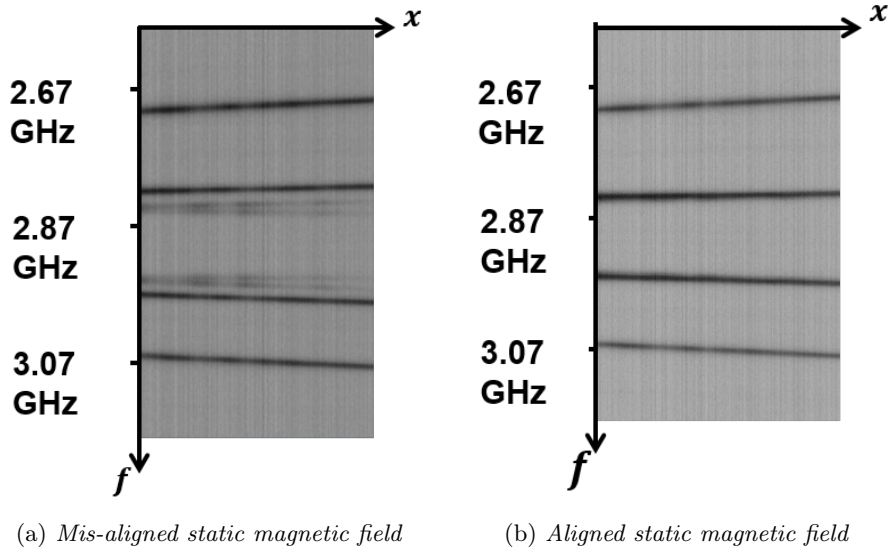 x
2.67
GHz
2.87
GHz
3.07
GHz
f
(a) Mis-aligned static magnetic field
x
2.67
GHz
2.87
GHz
3.07
GHz
f
(b) Aligned static magnetic field